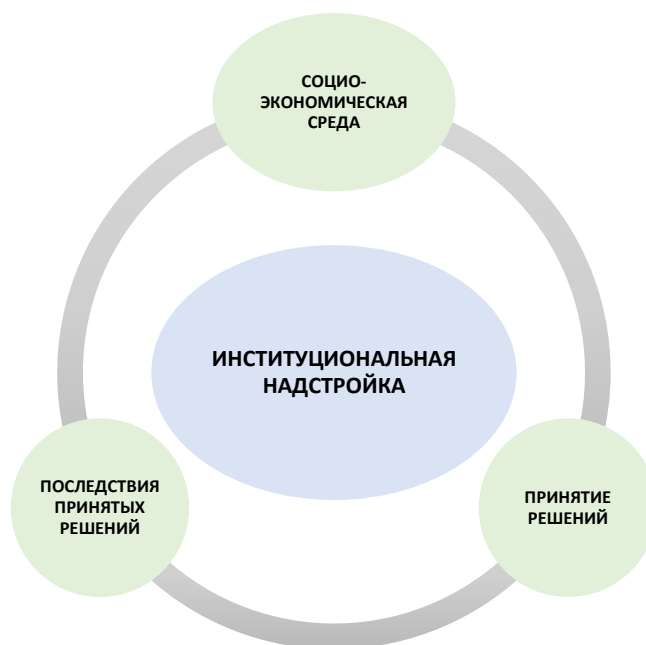 СОЦИО-
ЭКОНОМИЧЕСКАЯ
СРЕДА
ИНСТИТУЦИОНАЛЬНАЯ
НАДСТРОЙКА
ПОСЛЕДСТВИЯ
ПРИНЯТЫХ
РЕШЕНИЙ
ПРИНЯТИЕ
РЕШЕНИЙ